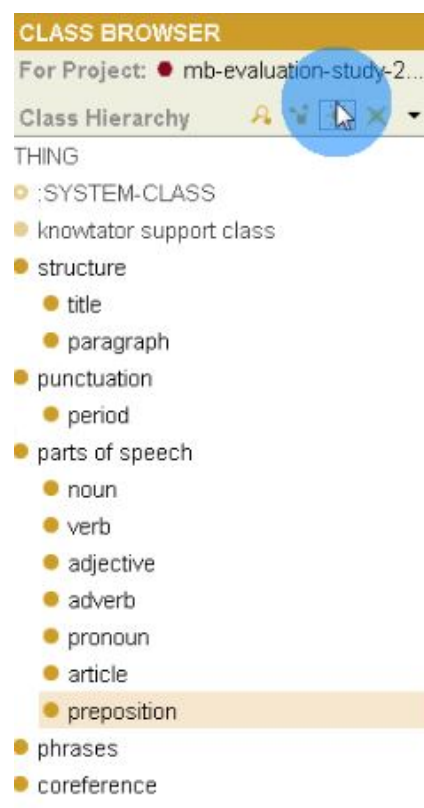 CLASS BROWSER
For Project: mb-evaluation-study-2...
Class Hierarchy
THING
:SYSTEM-CLASS
knowtator support class
structure
title
paragraph
punctuation
period
parts of speech
noun
verb
adjective
adverb
pronoun
article
preposition
phrases
coreference